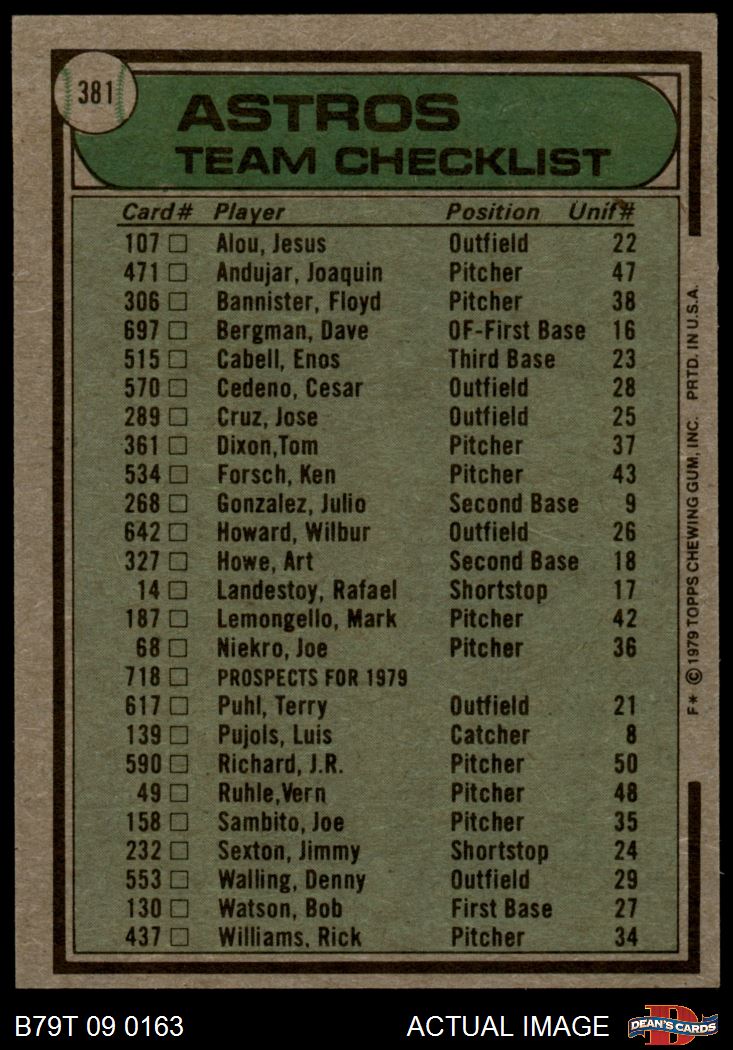 381
ASTROS
TEAM CHECKLIST
Card# Player Position Unif#
107 Alou, Jesus Outfield 22
471 Andujar, Joaquin Pitcher 47
306 Bannister, Floyd Pitcher 38
697 Bergman, Dave OF-First Base 16
515 Cabell, Enos Third Base 23
570 Cedeno, Cesar Outfield 28
289 Cruz, Jose Outfield 25
361 Dixon,Tom Pitcher 37
534 Forsch, Ken Pitcher 43
268 Gonzalez, Julio Second Base 9
642 Howard, Wilbur Outfield 26
327 Howe, Art Second Base 18
14 Landestoy, Rafael Shortstop 17
187 Lemongello, Mark Pitcher 42
68 Niekro, Joe Pitcher 36
718 PROSPECTS FOR 1979
617 Puhl, Terry Outfield 21
139 Pujols, Luis Catcher 8
590 Richard, J.R. Pitcher 50
49 Ruhle,Vern Pitcher 48
158 Sambito, Joe Pitcher 35
232 Sexton, Jimmy Shortstop 24
553 Walling, Denny Outfield 29
130 Watson, Bob First Base 27
437 Williams, Rick Pitcher 34
F* © 1979 TOPPS CHEWING GUM, INC. PRTD. IN U.S.A.
B79T 09 0163 ACTUAL IMAGE D DEAN'S CARDS